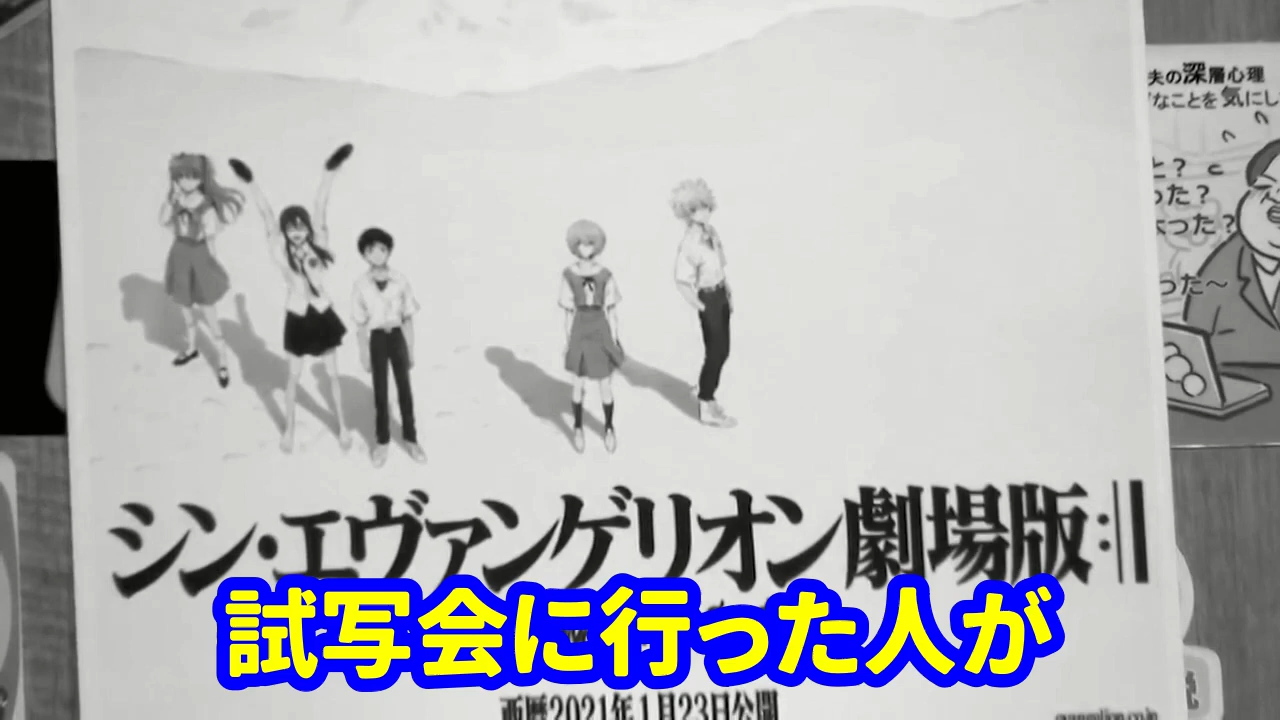 夫の深層心理
なことを気にし
と?
った?
太った?
った〜
シン・エヴァンゲリオン劇場版:||
試写会に行った人が
西暦2021年1月23日公開